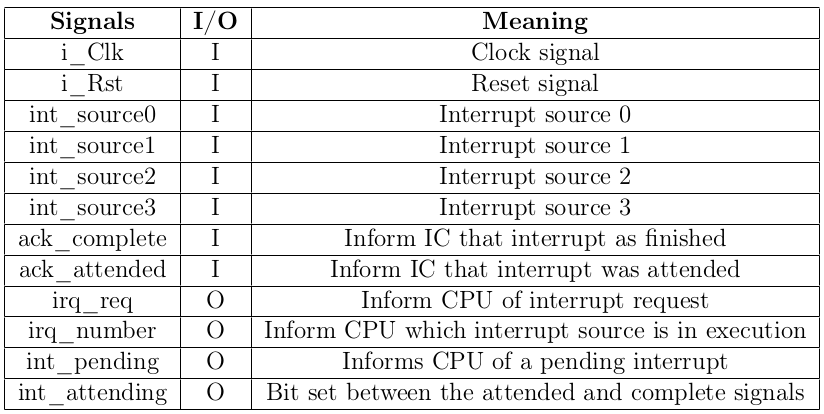 Signals I/O Meaning
i_Clk I Clock signal
i_Rst I Reset signal
int_source0 I Interrupt source 0
int_source1 I Interrupt source 1
int_source2 I Interrupt source 2
int_source3 I Interrupt source 3
ack_complete I Inform IC that interrupt as finished
ack_attended I Inform IC that interrupt was attended
irq_req O Inform CPU of interrupt request
irq_number O Inform CPU which interrupt source is in execution
int_pending O Informs CPU of a pending interrupt
int_attending O Bit set between the attended and complete signals